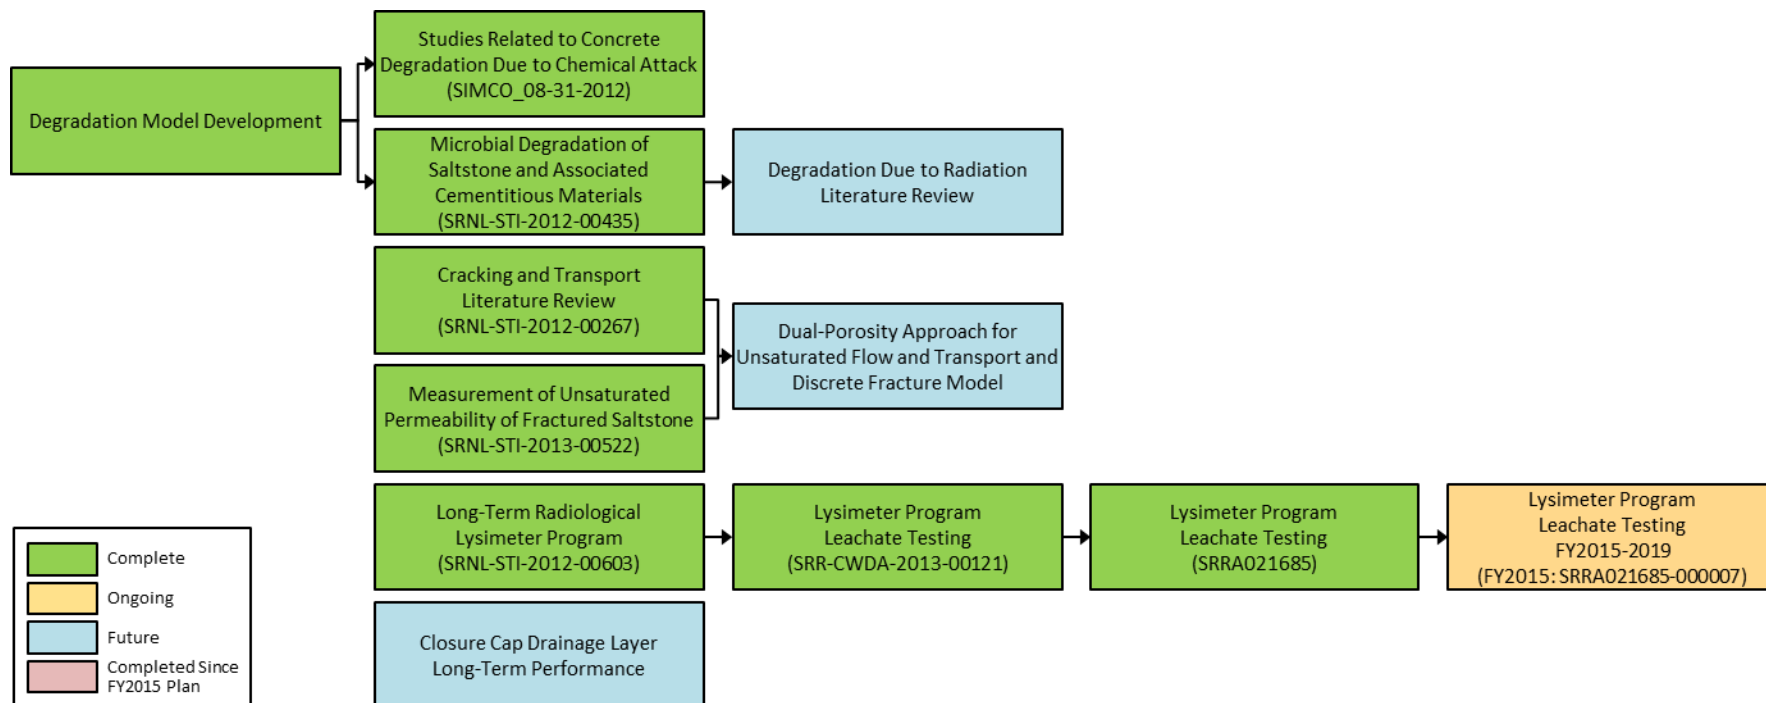 Degradation Model Development
Studies Related to Concrete
Degradation Due to Chemical Attack
(SIMCO_08-31-2012)
Microbial Degradation of
Saltstone and Associated
Cementitious Materials
(SRNL-STI-2012-00435)
Degradation Due to Radiation
Literature Review
Cracking and Transport
Literature Review
(SRNL-STI-2012-00267)
Measurement of Unsaturated
Permeability of Fractured Saltstone
(SRNL-STI-2013-00522)
Dual-Porosity Approach for
Unsaturated Flow and Transport and
Discrete Fracture Model
Long-Term Radiological
Lysimeter Program
(SRNL-STI-2012-00603)
Lysimeter Program
Leachate Testing
(SRR-CWDA-2013-00121)
Lysimeter Program
Leachate Testing
(SRRA021685)
Lysimeter Program
Leachate Testing
FY2015-2019
(FY2015: SRRA021685-000007)
Closure Cap Drainage Layer
Long-Term Performance
Complete
Ongoing
Future
Completed Since
FY2015 Plan